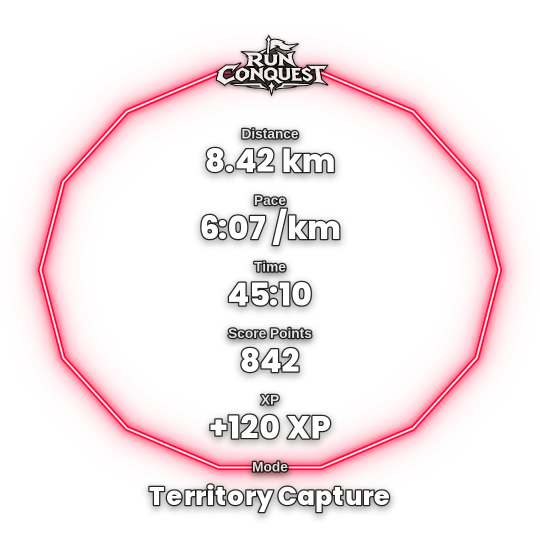 RUN
CONQUEST
Distance
8.42 km
Pace
6:07 /km
Time
45:10
Score Points
842
XP
+120 XP
Mode
Territory Capture